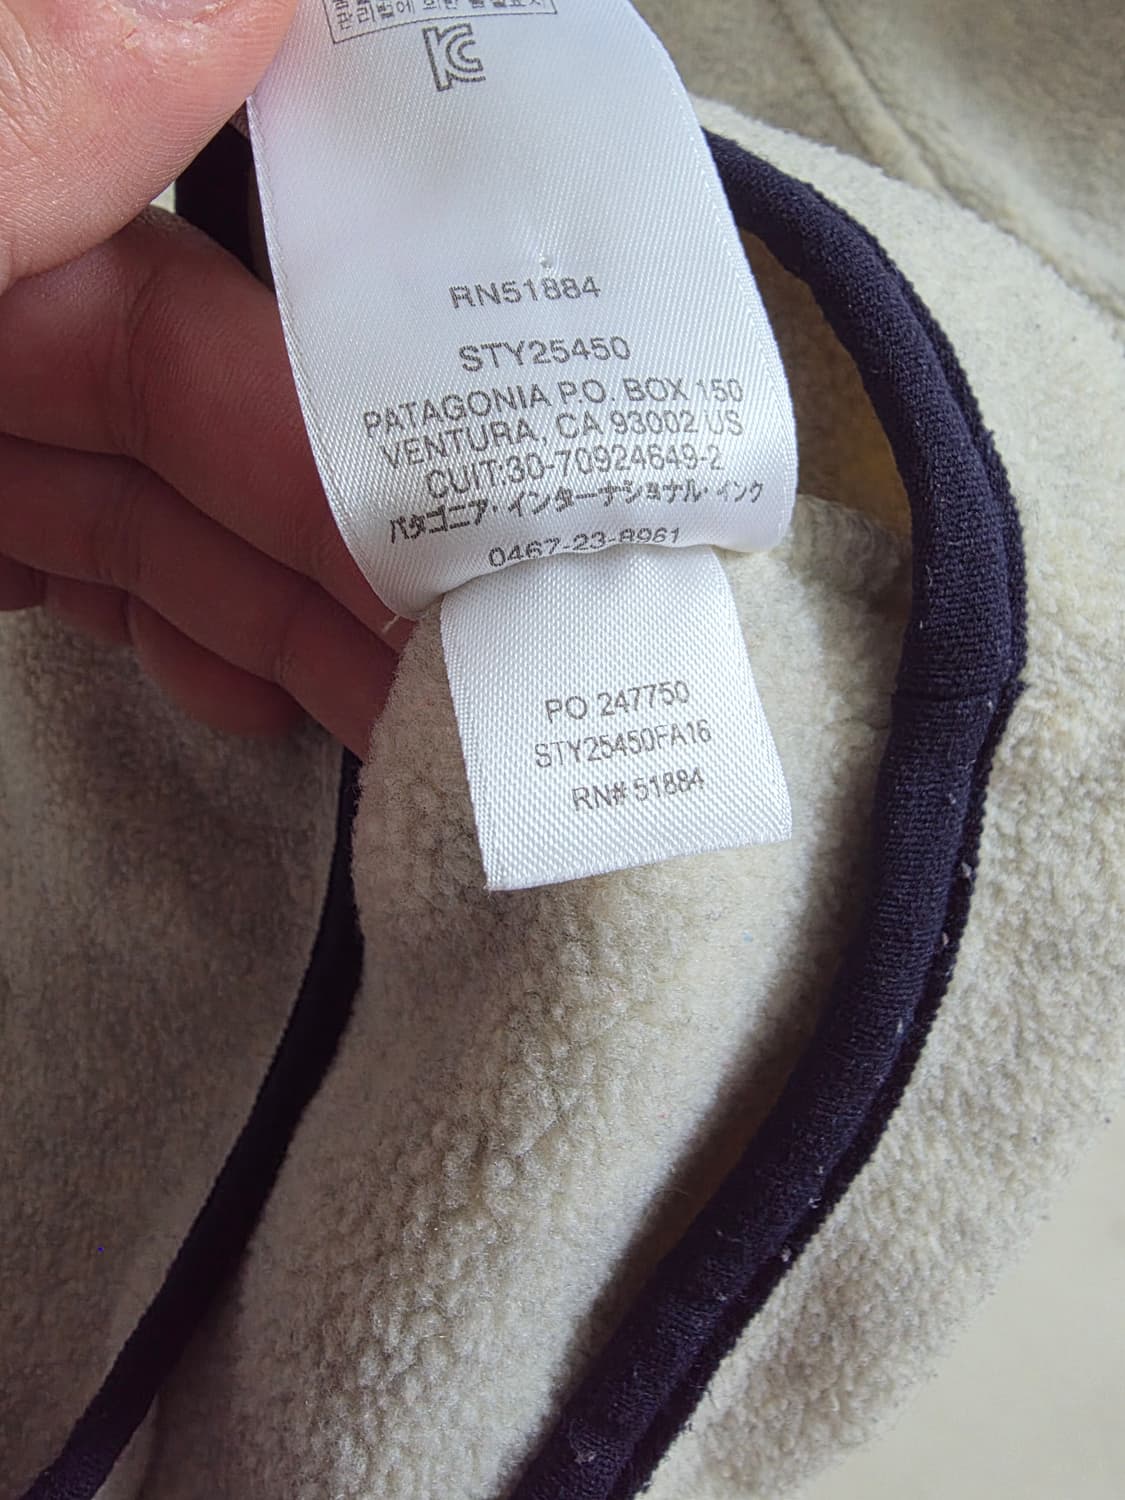 KC
RN51884
STY25450
PATAGONIA P.O. BOX 150
VENTURA, CA 93002 US
CUIT:30-70924649-2
パタゴニア・インターナショナル・インク
0467-23-8961
PO 247750
STY25450FA16
RN# 51884